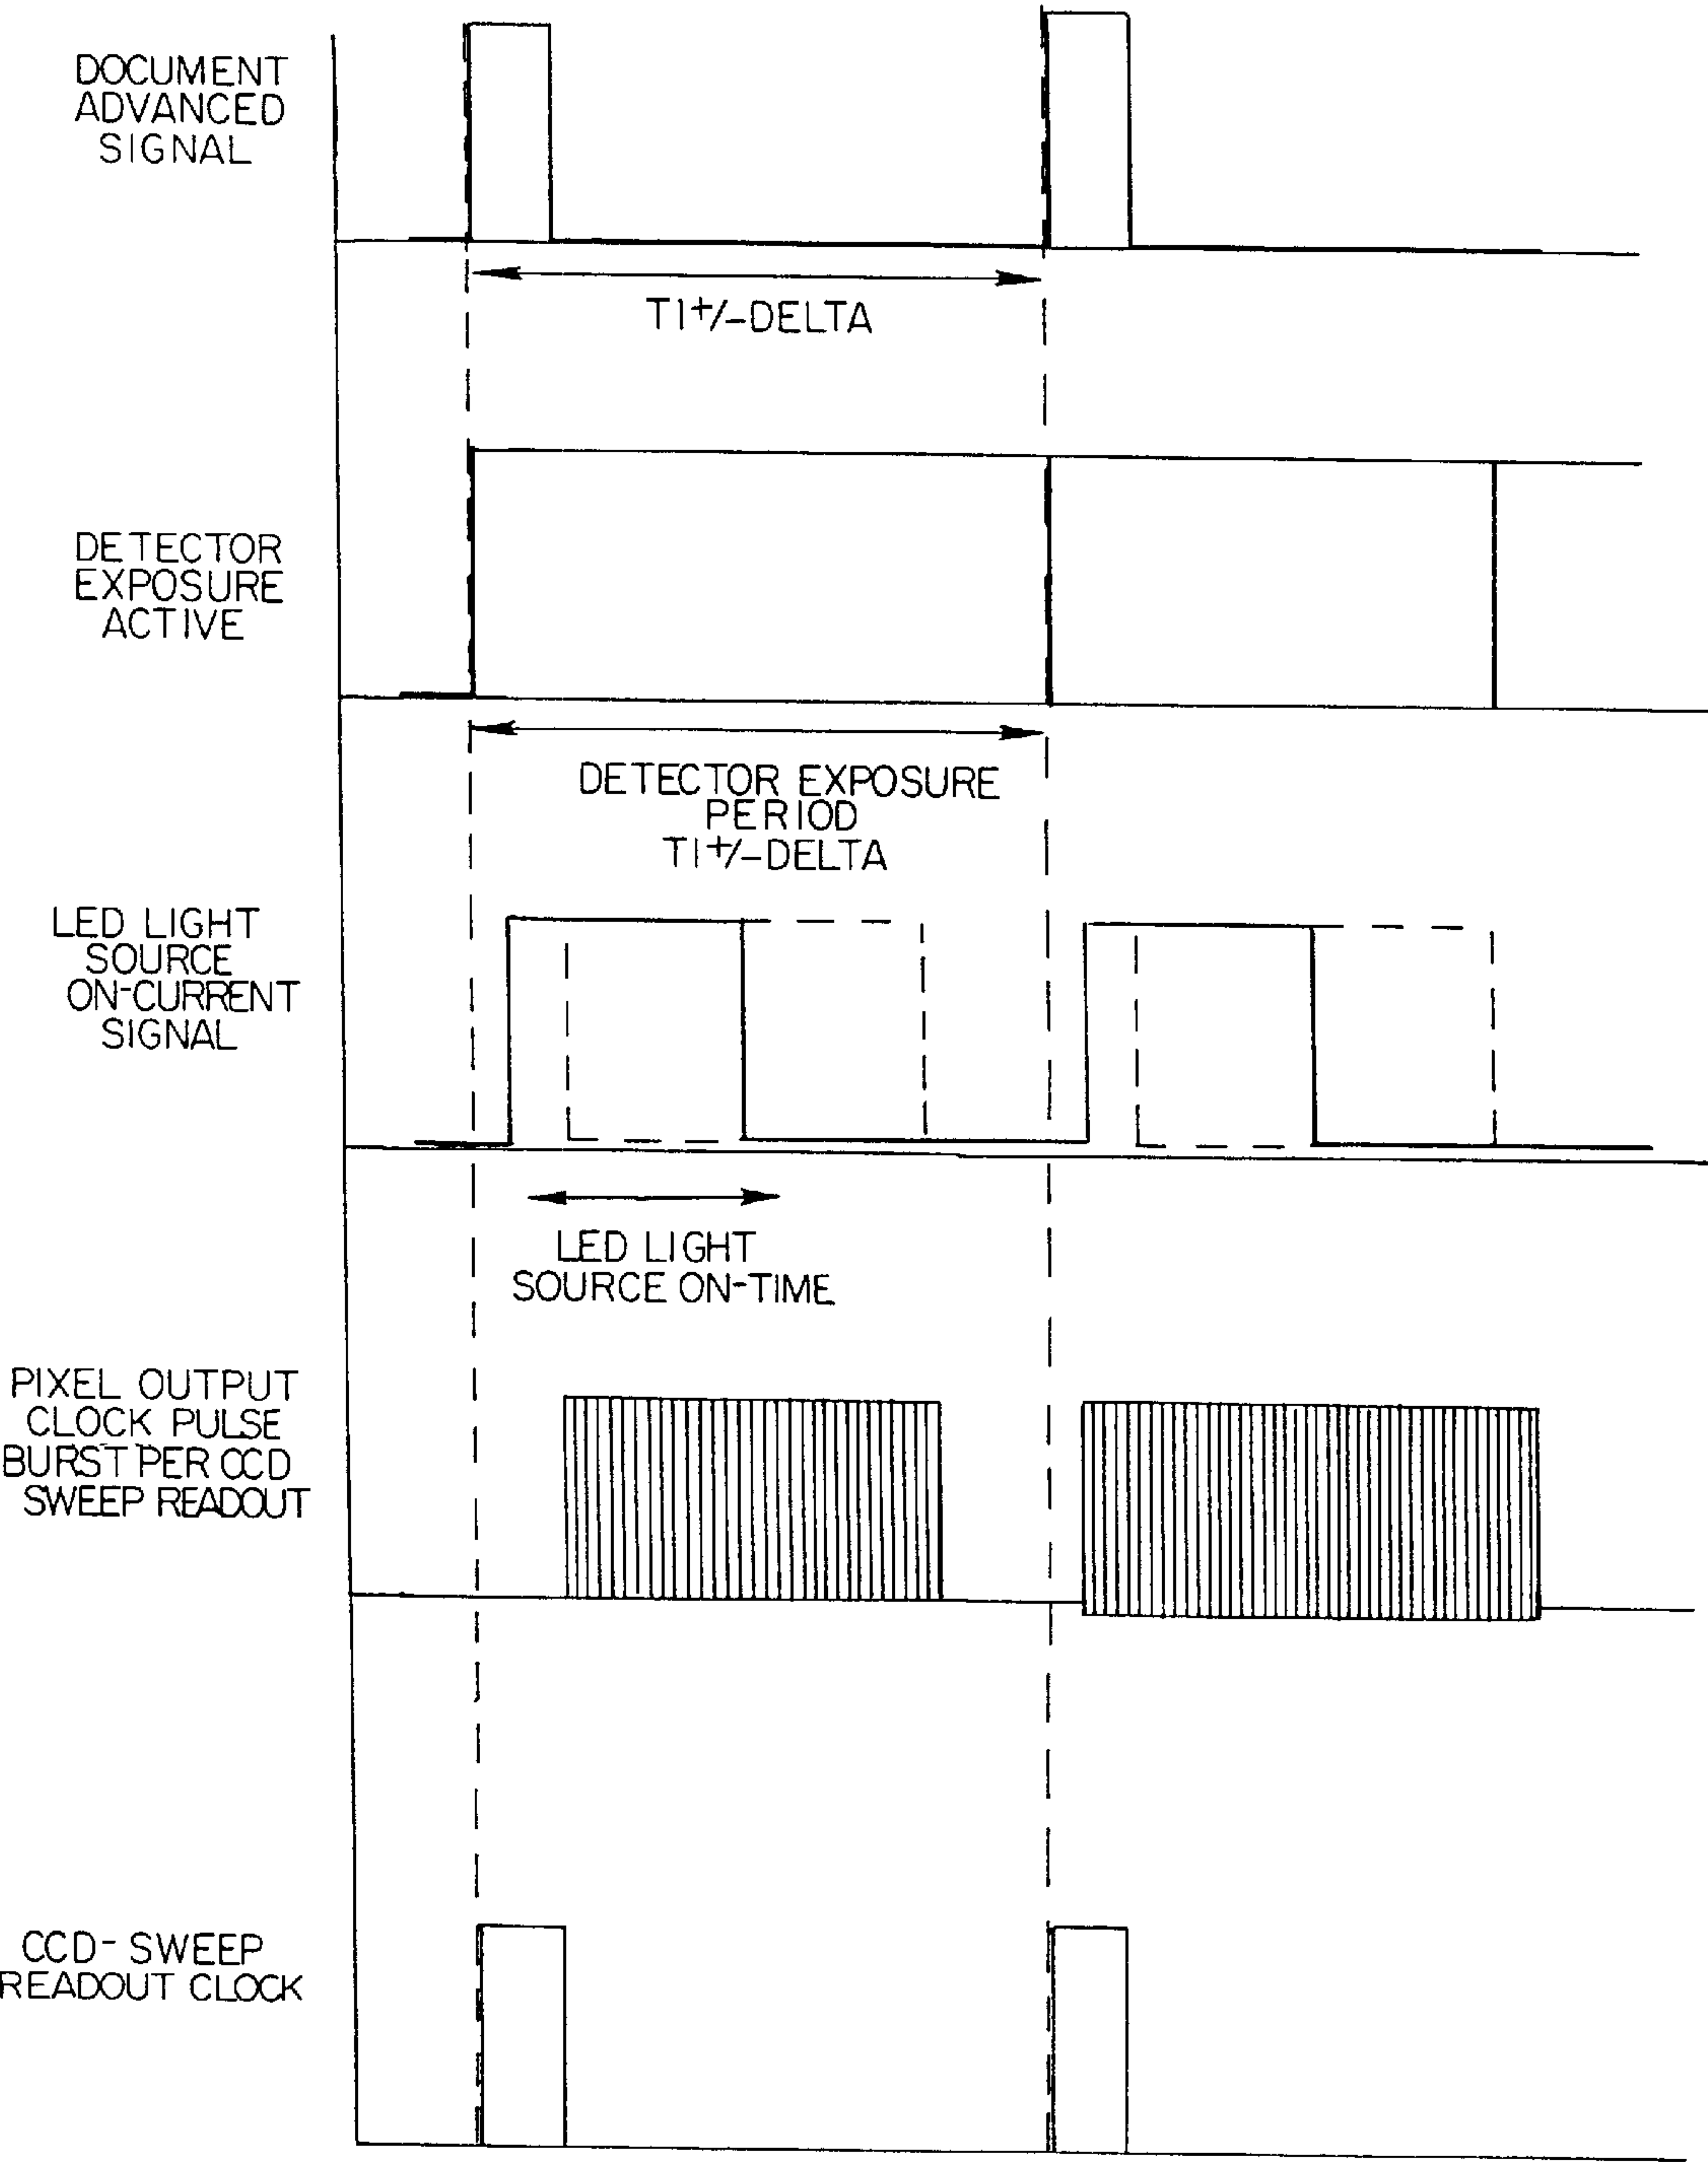 DOCUMENT
ADVANCED
SIGNAL
T1+/-DELTA
DETECTOR
EXPOSURE
ACTIVE
DETECTOR EXPOSURE
PERIOD
T1+/-DELTA
LED LIGHT
SOURCE
ON-CURRENT
SIGNAL
LED LIGHT
SOURCE ON-TIME
PIXEL OUTPUT
CLOCK PULSE
BURST PER CCD
SWEEP READOUT
CCD-SWEEP
READOUT CLOCK